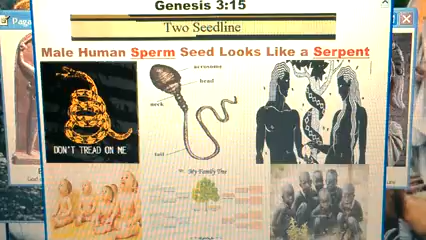 Genesis 3:15
Two Seedline
Paga
Male Human Sperm Seed Looks Like a Serpent
acrosome
head
neck
tail
DON'T TREAD ON ME
My Family Tree